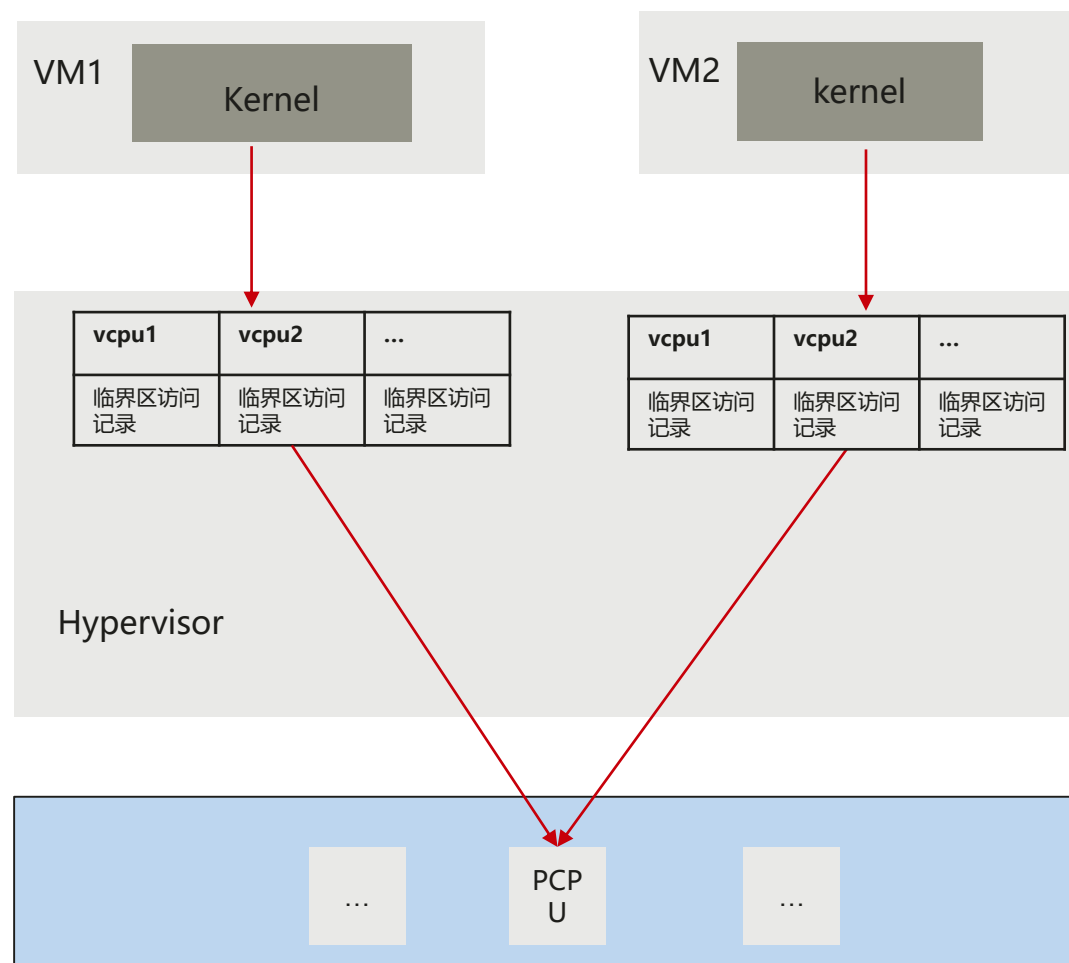 VM1
Kernel
VM2
kernel
vcpu1
vcpu2
...
临界区访问
记录
临界区访问
记录
临界区访问
记录
vcpu1
vcpu2
...
临界区访问
记录
临界区访问
记录
临界区访问
记录
Hypervisor
...
PCP
U
...